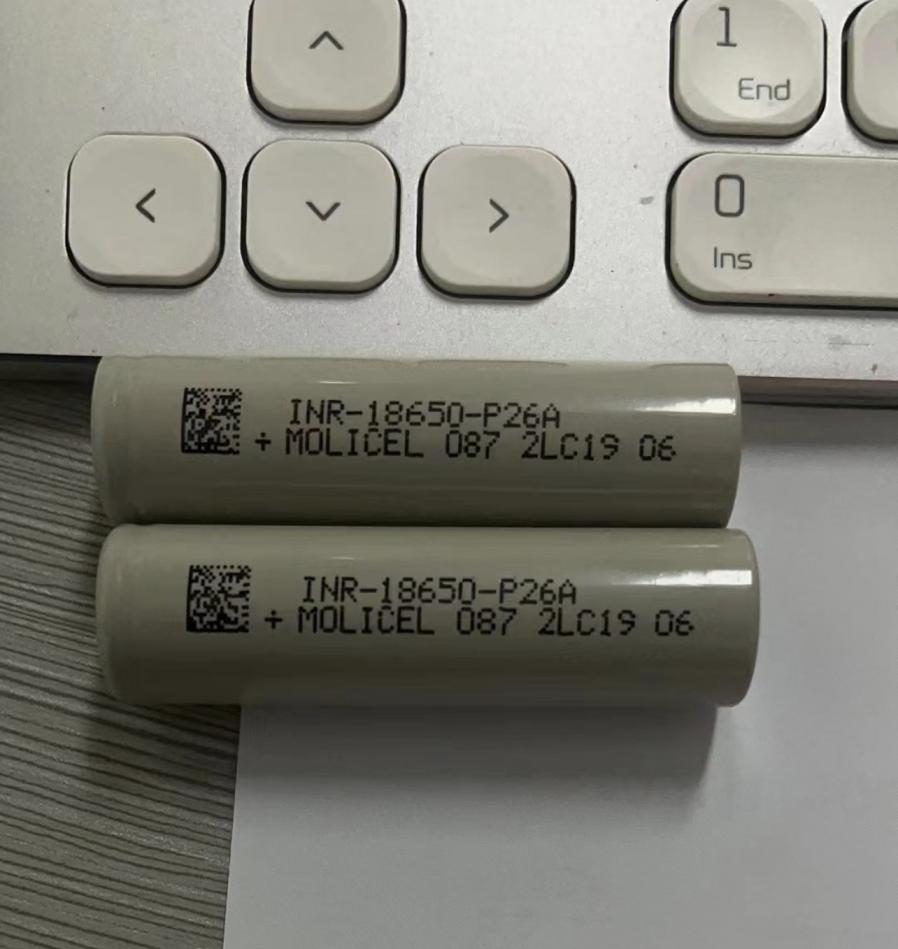 1
End
0
Ins
INR-18650-P26A
+ MOLICEL 087 2LC19 06
INR-18650-P26A
+ MOLICEL 087 2LC19 06